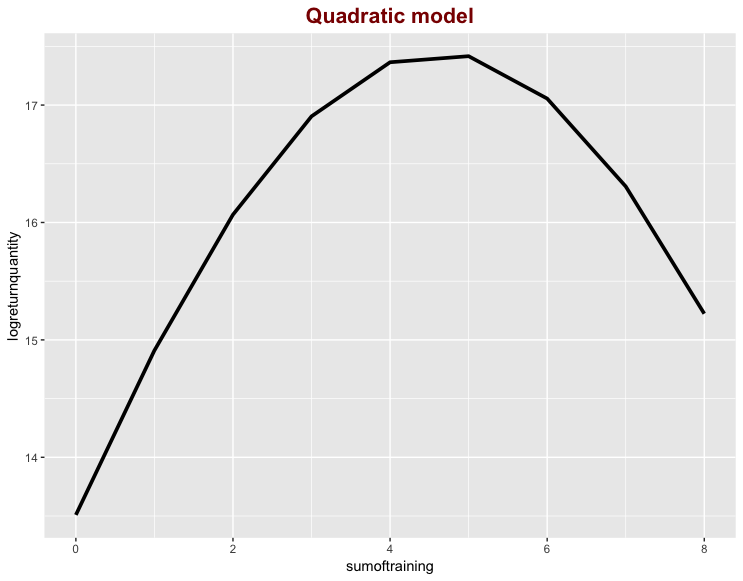 Quadratic model
17
16
15
14
logreturnquantity
0 2 4 6 8
sumoftraining